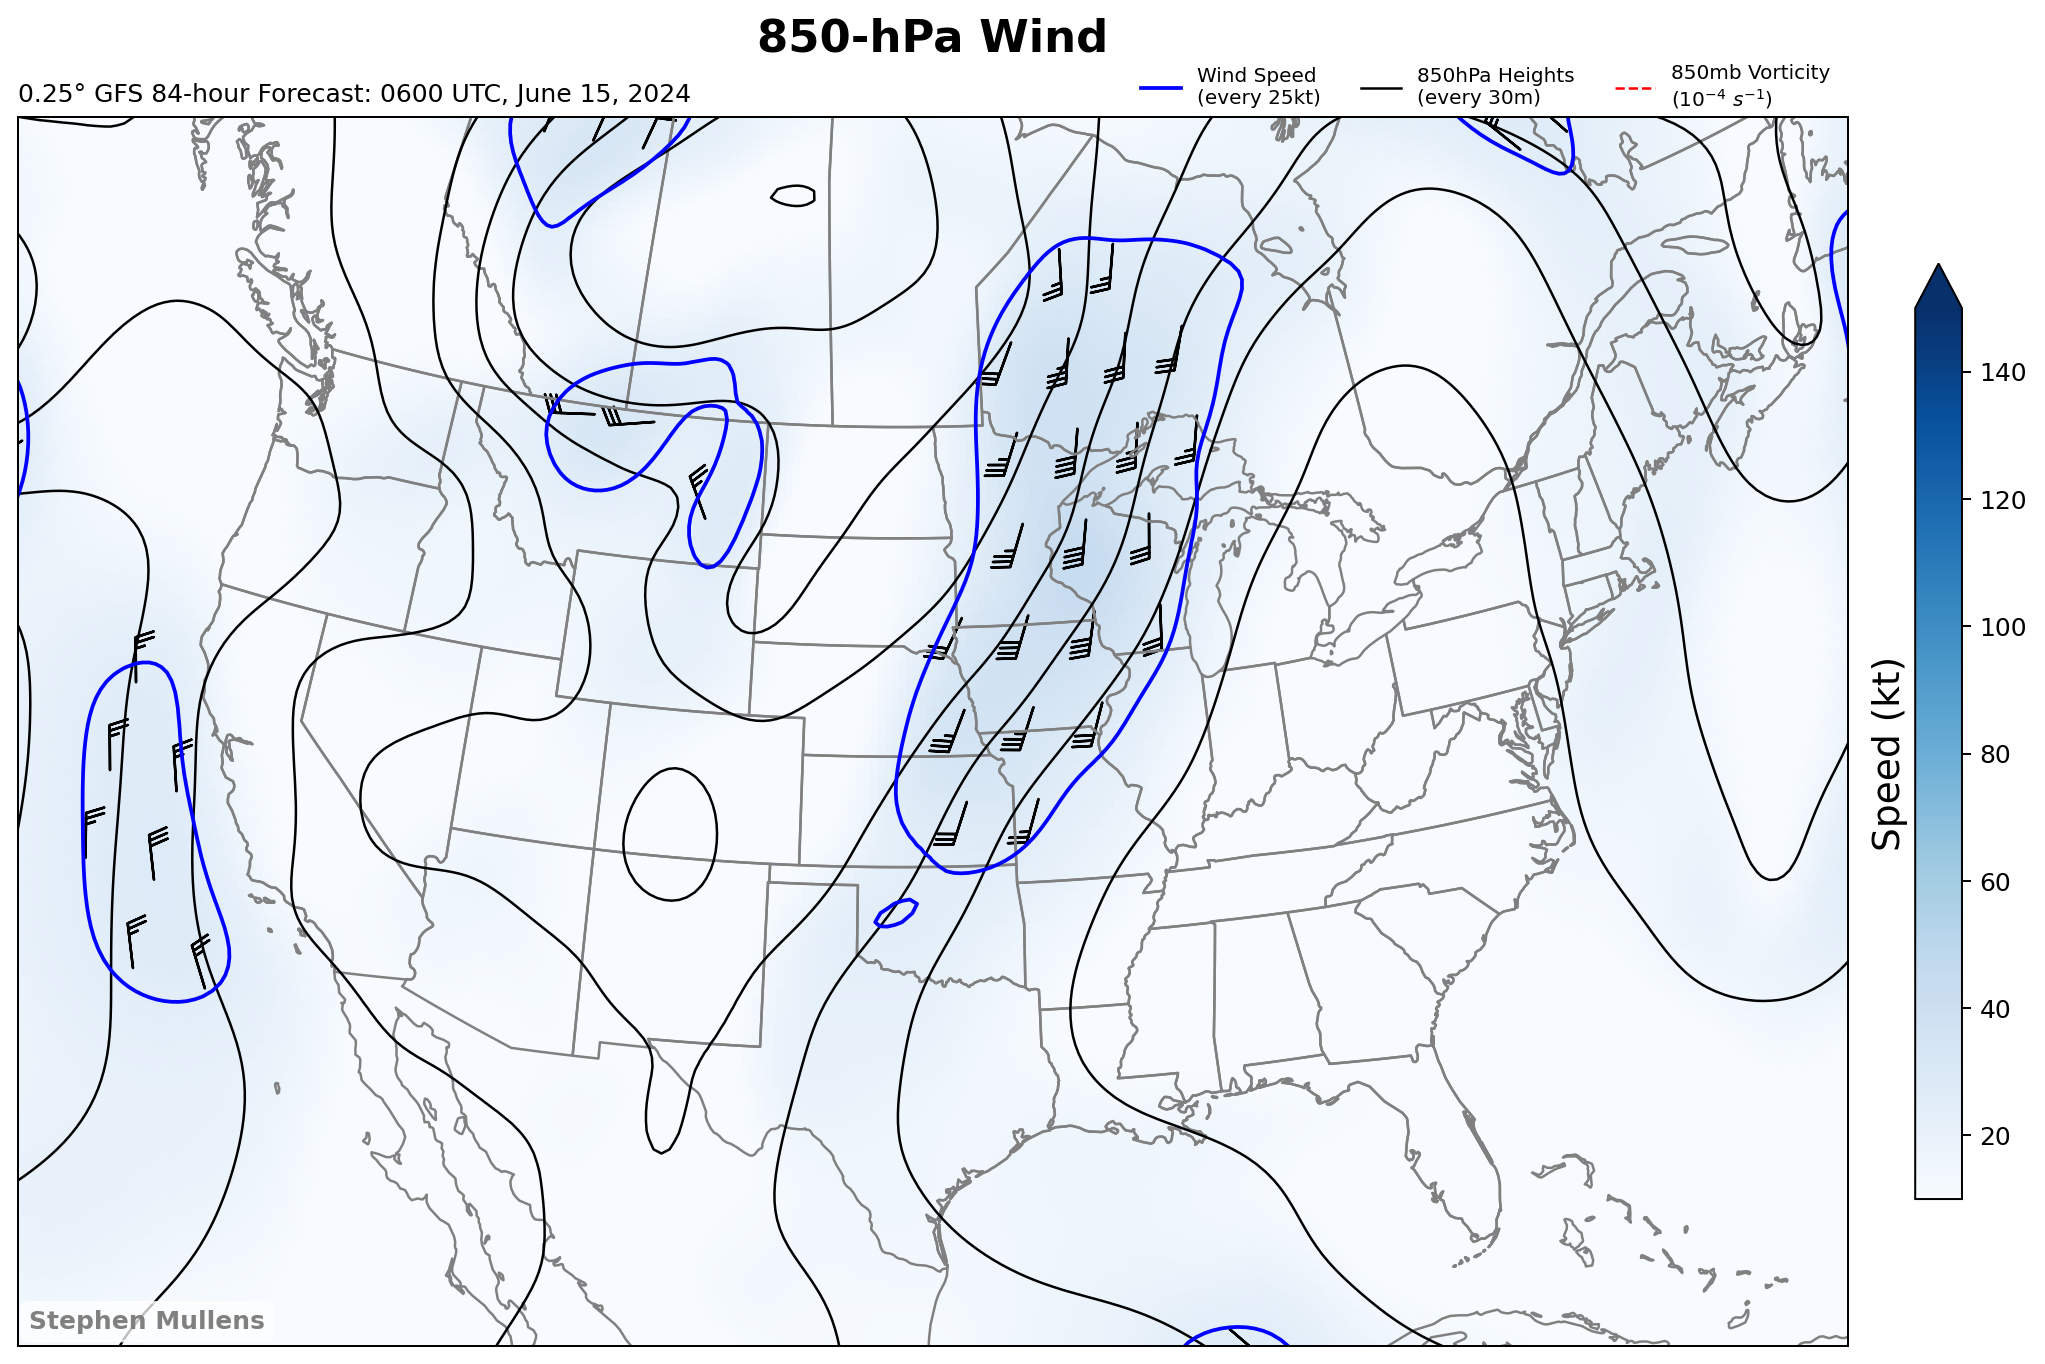 850-hPa Wind
0.25° GFS 84-hour Forecast: 0600 UTC, June 15, 2024
Wind Speed
(every 25kt)
850hPa Heights
(every 30m)
850mb Vorticity
(10⁻⁴ s⁻¹)
140
120
100
80
60
40
20
Speed (kt)
Stephen Mullens